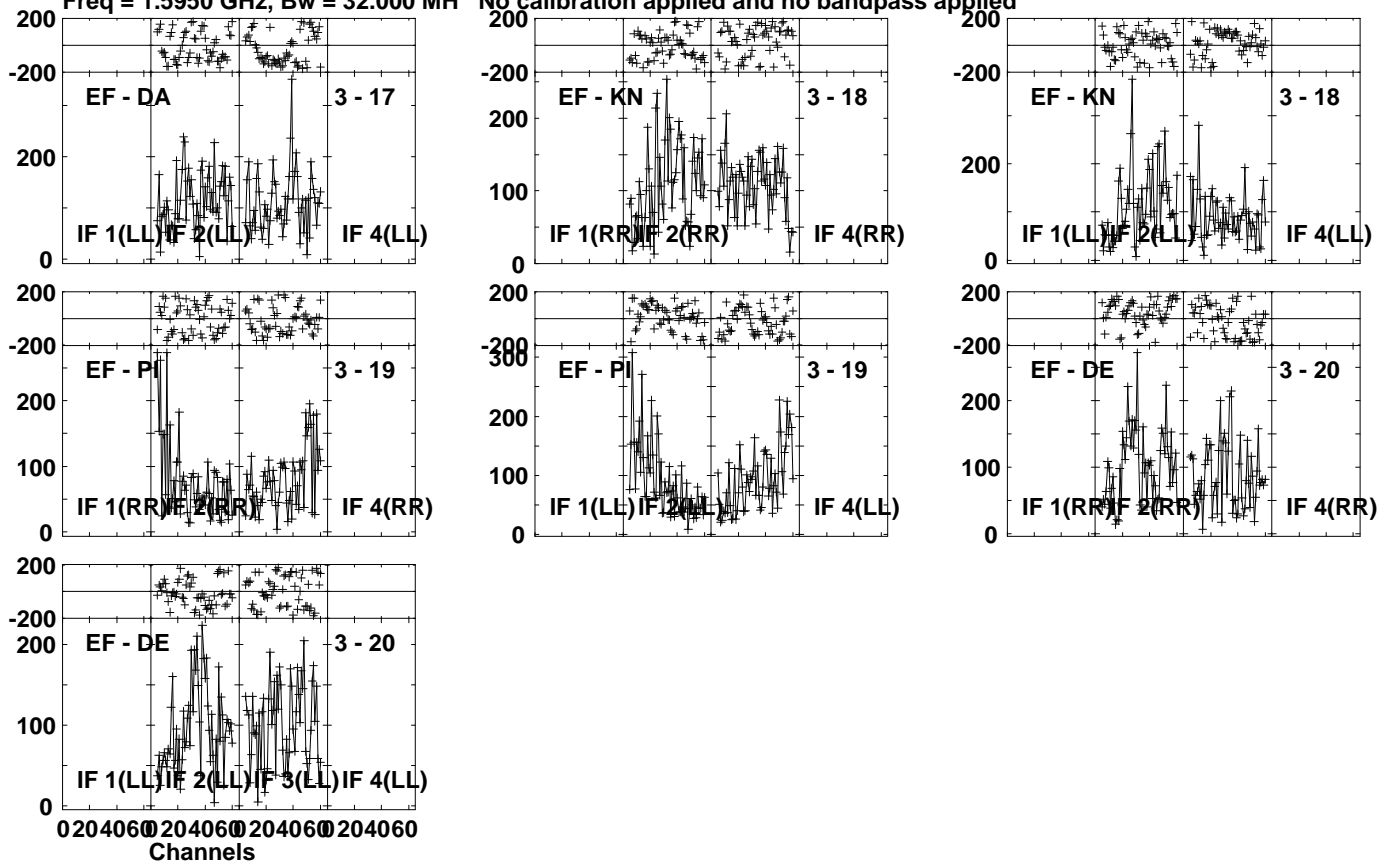 Freq = 1.5950 GHz, Bw = 32.000 MH No calibration applied and no bandpass applied
200 200 200
-200 -200 -200
EF - DA 3 - 17 EF - KN 3 - 18 EF - KN 3 - 18
200 200 200
100
IF 1(LL) IF 2(LL) IF 4(LL) IF 1(RR) IF 2(RR) IF 4(RR) IF 1(LL) IF 2(LL) IF 4(LL)
0 0 0
200 200 200
-200 -200 -200
300
EF - PI 3 - 19 EF - PI 3 - 19 EF - DE 3 - 20
200 200 200
100 100 100
IF 1(RR) IF 2(RR) IF 4(RR) IF 1(LL) IF 2(LL) IF 4(LL) IF 1(RR) IF 2(RR) IF 4(RR)
0 0 0
200
-200
EF - DE 3 - 20
200
100
IF 1(LL) IF 2(LL) IF 3(LL) IF 4(LL)
0
0 20 40 60 0 20 40 60 0 20 40 60 0 20 40 60
Channels